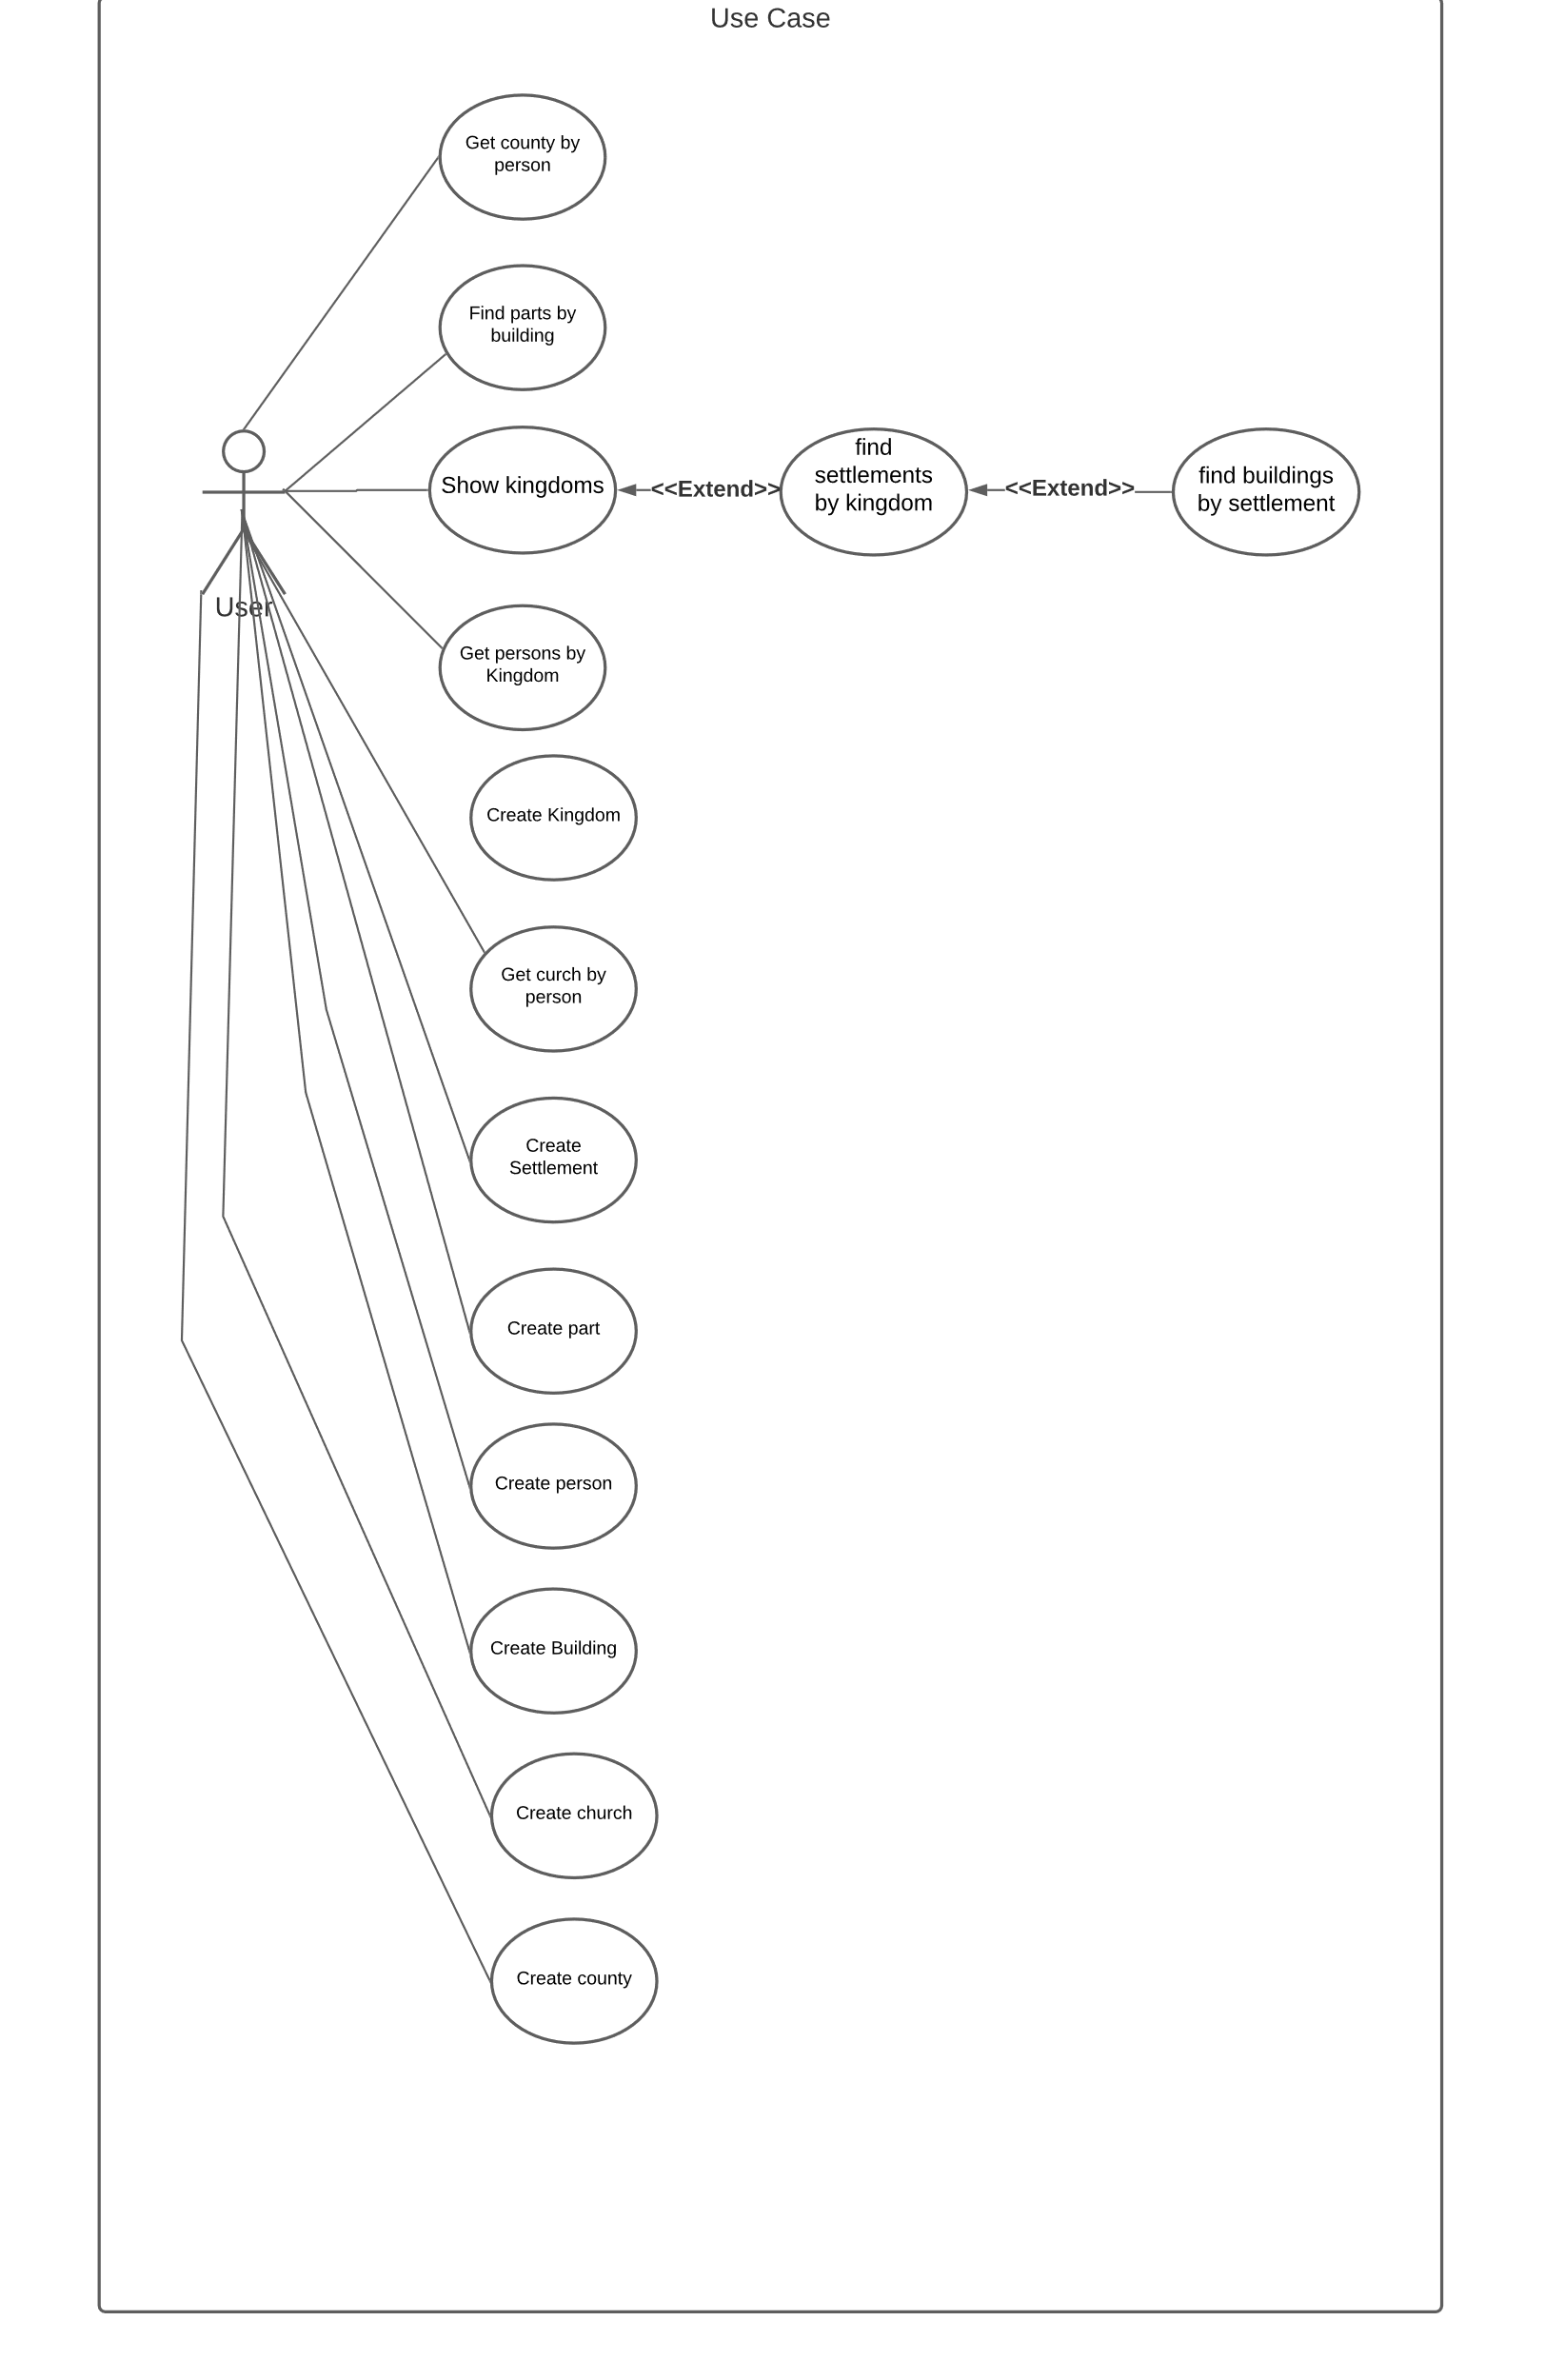 Use Case
Get county by
person
Find parts by
building
Show kingdoms
<<Extend>>
find
settlements
by kingdom
<<Extend>>
find buildings
by settlement
User
Get persons by
Kingdom
Create Kingdom
Get curch by
person
Create
Settlement
Create part
Create person
Create Building
Create church
Create county